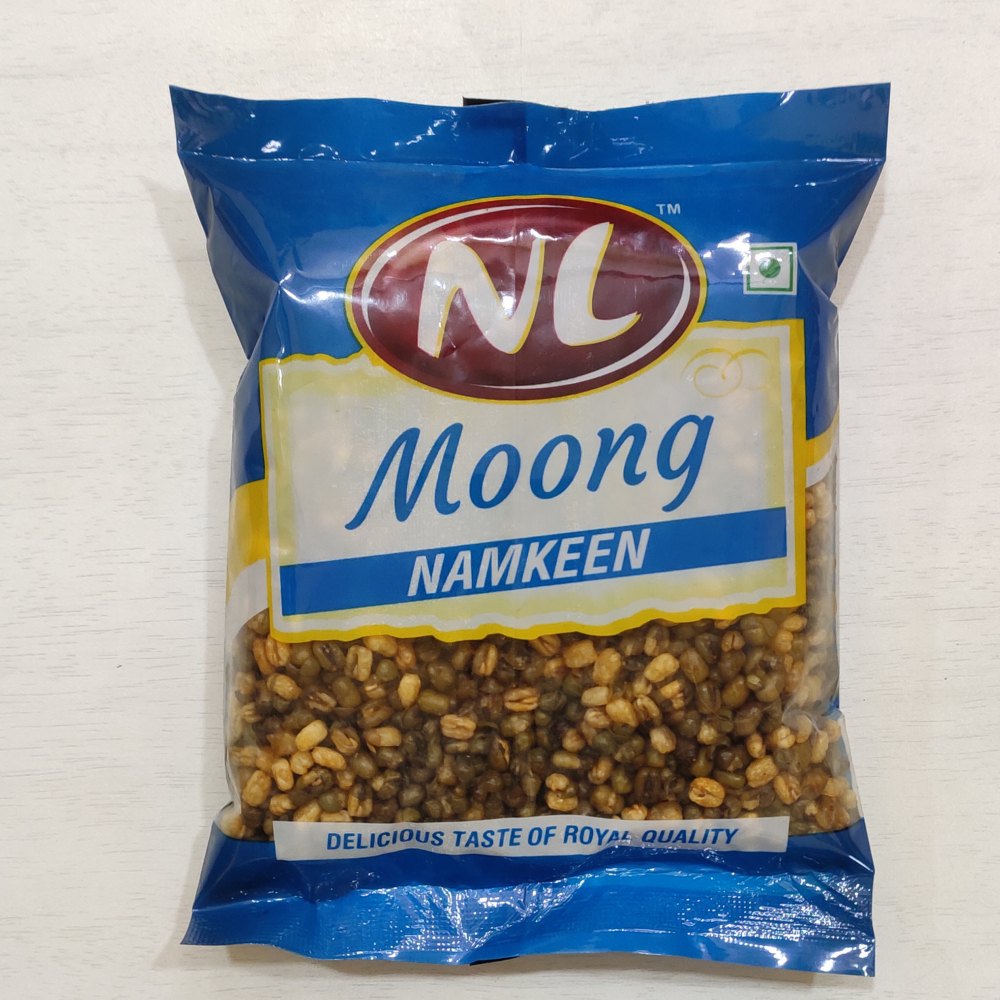 NL
TM
Moong
NAMKEEN
DELICIOUS TASTE OF ROYAL QUALITY